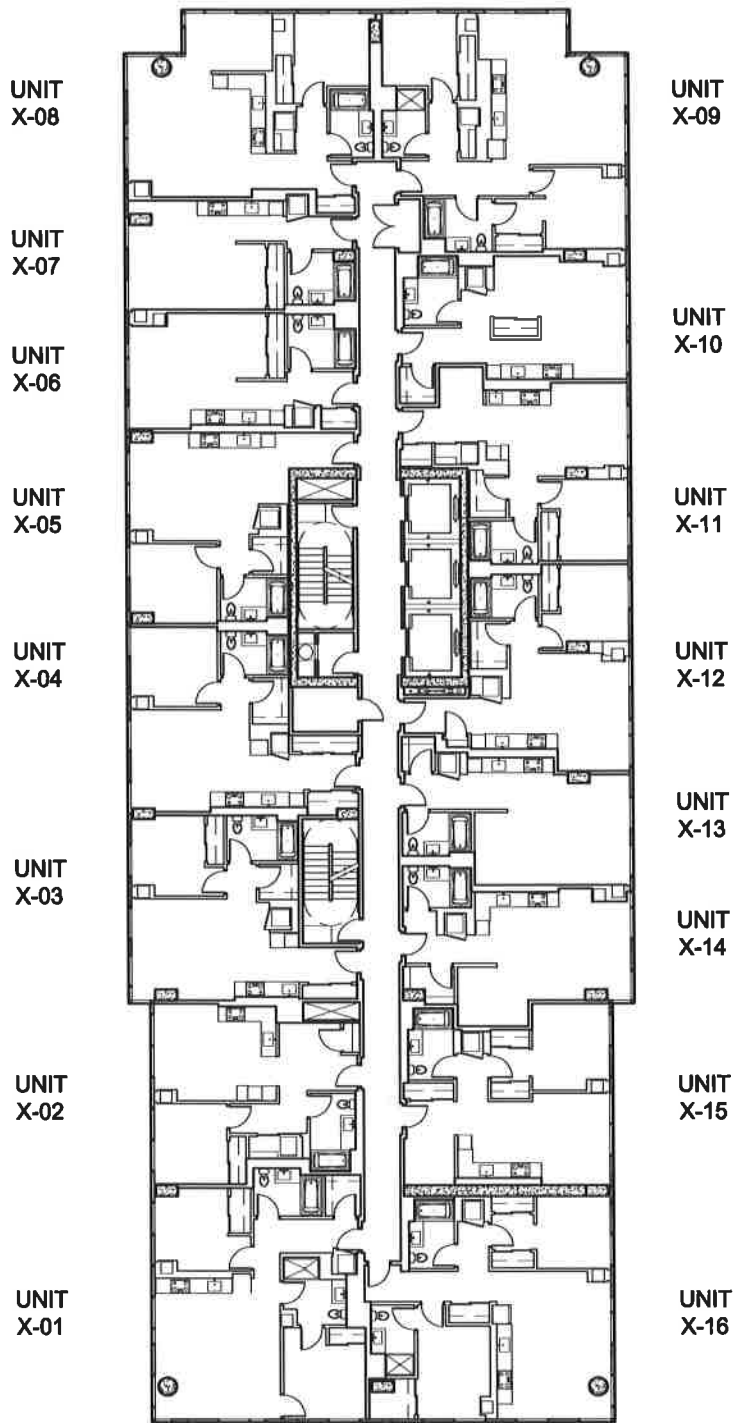 UNIT
X-08
UNIT
X-09
UNIT
X-07
UNIT
X-10
UNIT
X-06
UNIT
X-05
UNIT
X-11
UNIT
X-04
UNIT
X-12
UNIT
X-13
UNIT
X-03
UNIT
X-14
UNIT
X-02
UNIT
X-15
UNIT
X-01
UNIT
X-16